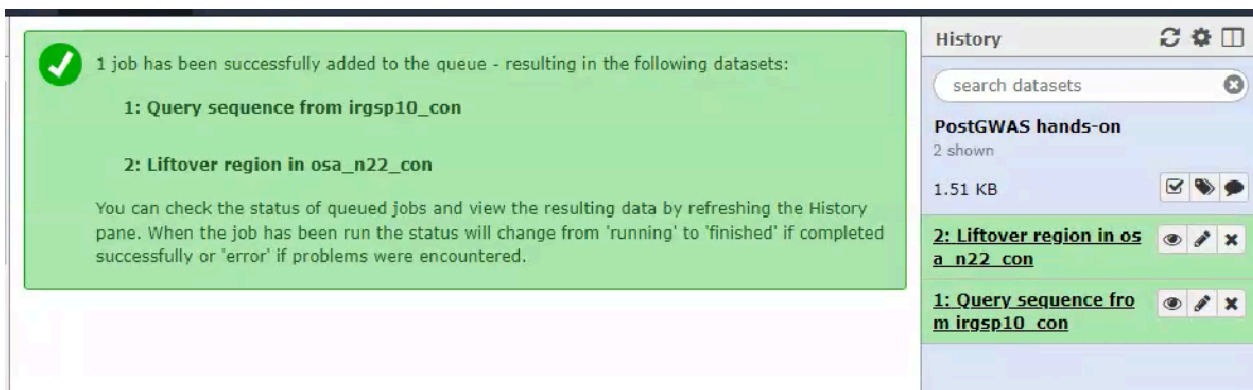 1 job has been successfully added to the queue - resulting in the following datasets:
1: Query sequence from irgsp10_con
2: Liftover region in osa_n22_con
You can check the status of queued jobs and view the resulting data by refreshing the History
pane. When the job has been run the status will change from 'running' to 'finished' if completed
successfully or 'error' if problems were encountered.
History
search datasets
PostGWAS hands-on
2 shown
1.51 KB
2: Liftover region in os
a_n22_con
1: Query sequence fro
m irgsp10_con